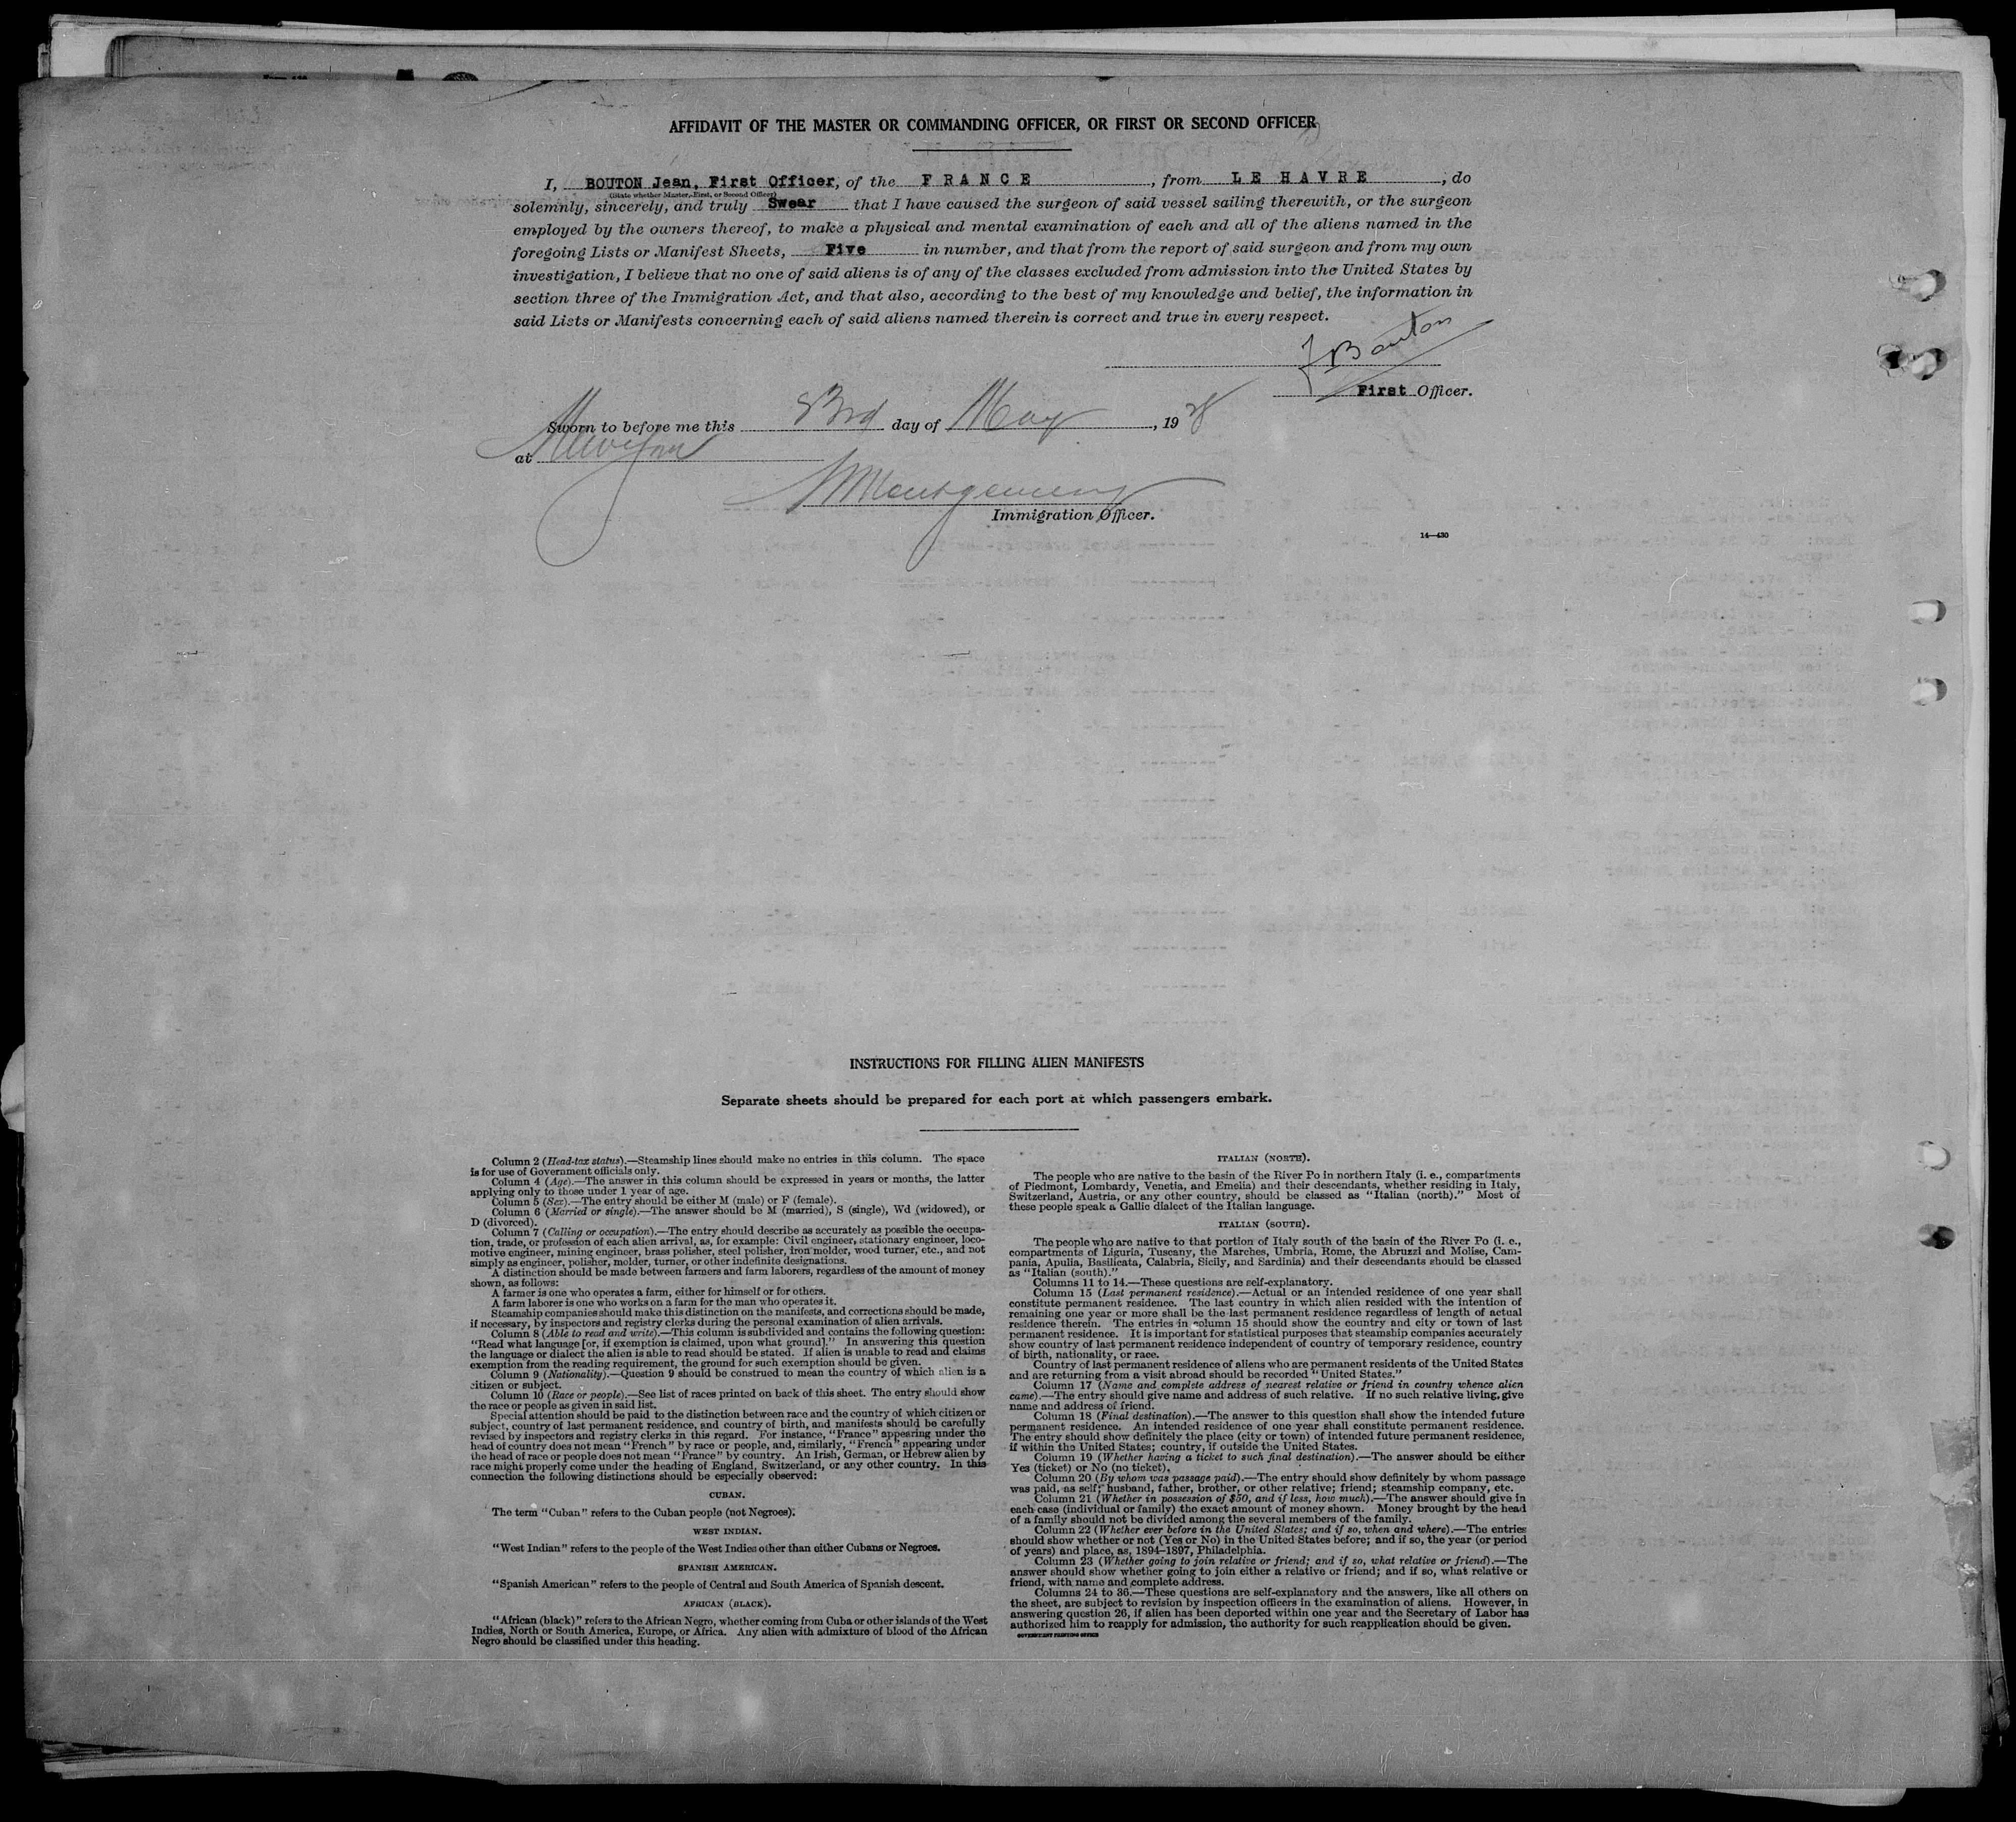 AFFIDAVIT OF THE MASTER OR COMMANDING OFFICER, OR FIRST OR SECOND OFFICER
I, BOUTON Jean, First Officer, of the F R A N C E, from L E H A V R E, do
(State whether Master, First, or Second Officer)
solemnly, sincerely, and truly Swear that I have caused the surgeon of said vessel sailing therewith, or the surgeon
employed by the owners thereof, to make a physical and mental examination of each and all of the aliens named in the
foregoing Lists or Manifest Sheets, Five in number, and that from the report of said surgeon and from my own
investigation, I believe that no one of said aliens is of any of the classes excluded from admission into the United States by
section three of the Immigration Act, and that also, according to the best of my knowledge and belief, the information in
said Lists or Manifests concerning each of said aliens named therein is correct and true in every respect.
J Bouton
First Officer.
Sworn to before me this 23rd day of May, 1928
at New York
Montgomery
Immigration Officer.
14—430
INSTRUCTIONS FOR FILLING ALIEN MANIFESTS
Separate sheets should be prepared for each port at which passengers embark.
Column 2 (Head-tax status).—Steamship lines should make no entries in this column. The space
is for use of Government officials only.
Column 4 (Age).—The answer in this column should be expressed in years or months, the latter
applying only to those under 1 year of age.
Column 5 (Sex).—The entry should be either M (male) or F (female).
Column 6 (Married or single).—The answer should be M (married), S (single), Wd (widowed), or
D (divorced).
Column 7 (Calling or occupation).—The entry should describe as accurately as possible the occupa-
tion, trade, or profession of each alien arrival, as, for example: Civil engineer, stationary engineer, loco-
motive engineer, mining engineer, brass polisher, steel polisher, iron molder, wood turner, etc., and not
simply as engineer, polisher, molder, turner, or other indefinite designations.
A distinction should be made between farmers and farm laborers, regardless of the amount of money
shown, as follows:
A farmer is one who operates a farm, either for himself or for others.
A farm laborer is one who works on a farm for the man who operates it.
Steamship companies should make this distinction on the manifests, and corrections should be made,
if necessary, by inspectors and registry clerks during the personal examination of alien arrivals.
Column 8 (Able to read and write).—This column is subdivided and contains the following question:
“Read what language [or, if exemption is claimed, upon what ground].” In answering this question
the language or dialect the alien is able to read should be stated. If alien is unable to read and claims
exemption from the reading requirement, the ground for such exemption should be given.
Column 9 (Nationality).—Question 9 should be construed to mean the country of which alien is a
citizen or subject.
Column 10 (Race or people).—See list of races printed on back of this sheet. The entry should show
the race or people as given in said list.
Special attention should be paid to the distinction between race and the country of which citizen or
subject, country of last permanent residence, and country of birth, and manifests should be carefully
revised by inspectors and registry clerks in this regard. For instance, “France” appearing under the
head of country does not mean “French” by race or people, and, similarly, “French” appearing under
the head of race or people does not mean “France” by country. An Irish, German, or Hebrew alien by
race might properly come under the heading of England, Switzerland, or any other country. In this
connection the following distinctions should be especially observed:
CUBAN.
The term “Cuban” refers to the Cuban people (not Negroes).
WEST INDIAN.
“West Indian” refers to the people of the West Indies other than either Cubans or Negroes.
SPANISH AMERICAN.
“Spanish American” refers to the people of Central and South America of Spanish descent.
AFRICAN (BLACK).
“African (black)” refers to the African Negro, whether coming from Cuba or other islands of the West
Indies, North or South America, Europe, or Africa. Any alien with admixture of blood of the African
Negro should be classified under this heading.
ITALIAN (NORTH).
The people who are native to the basin of the River Po in northern Italy (i. e., compartments
of Piedmont, Lombardy, Venetia, and Emelia) and their descendants, whether residing in Italy,
Switzerland, Austria, or any other country, should be classed as “Italian (north).” Most of
these people speak a Gallic dialect of the Italian language.
ITALIAN (SOUTH).
The people who are native to that portion of Italy south of the basin of the River Po (i. e.,
compartments of Liguria, Tuscany, the Marches, Umbria, Rome, the Abruzzi and Molise, Cam-
pania, Apulia, Basilicata, Calabria, Sicily, and Sardinia) and their descendants should be classed
as “Italian (south).”
Columns 11 to 14.—These questions are self-explanatory.
Column 15 (Last permanent residence).—Actual or an intended residence of one year shall
constitute permanent residence. The last country in which alien resided with the intention of
remaining one year or more shall be the last permanent residence regardless of length of actual
residence therein. The entries in column 15 should show the country and city or town of last
permanent residence. It is important for statistical purposes that steamship companies accurately
show country of last permanent residence independent of country of temporary residence, country
of birth, nationality, or race.
Country of last permanent residence of aliens who are permanent residents of the United States
and are returning from a visit abroad should be recorded “United States.”
Column 17 (Name and complete address of nearest relative or friend in country whence alien
came).—The entry should give name and address of such relative. If no such relative living, give
name and address of friend.
Column 18 (Final destination).—The answer to this question shall show the intended future
permanent residence. An intended residence of one year shall constitute permanent residence.
The entry should show definitely the place (city or town) of intended future permanent residence,
if within the United States; country, if outside the United States.
Column 19 (Whether having a ticket to such final destination).—The answer should be either
Yes (ticket) or No (no ticket).
Column 20 (By whom was passage paid).—The entry should show definitely by whom passage
was paid, as self; husband, father, brother, or other relative; friend; steamship company, etc.
Column 21 (Whether in possession of $50, and if less, how much).—The answer should give in
each case (individual or family) the exact amount of money shown. Money brought by the head
of a family should not be divided among the several members of the family.
Column 22 (Whether ever before in the United States; and if so, when and where).—The entries
should show whether or not (Yes or No) in the United States before; and if so, the year (or period
of years) and place, as, 1894–1897, Philadelphia.
Column 23 (Whether going to join relative or friend; and if so, what relative or friend).—The
answer should show whether going to join either a relative or friend; and if so, what relative or
friend, with name and complete address.
Columns 24 to 36.—These questions are self-explanatory and the answers, like all others on
the sheet, are subject to revision by inspection officers in the examination of aliens. However, in
answering question 26, if alien has been deported within one year and the Secretary of Labor has
authorized him to reapply for admission, the authority for such reapplication should be given.
GOVERNMENT PRINTING OFFICE